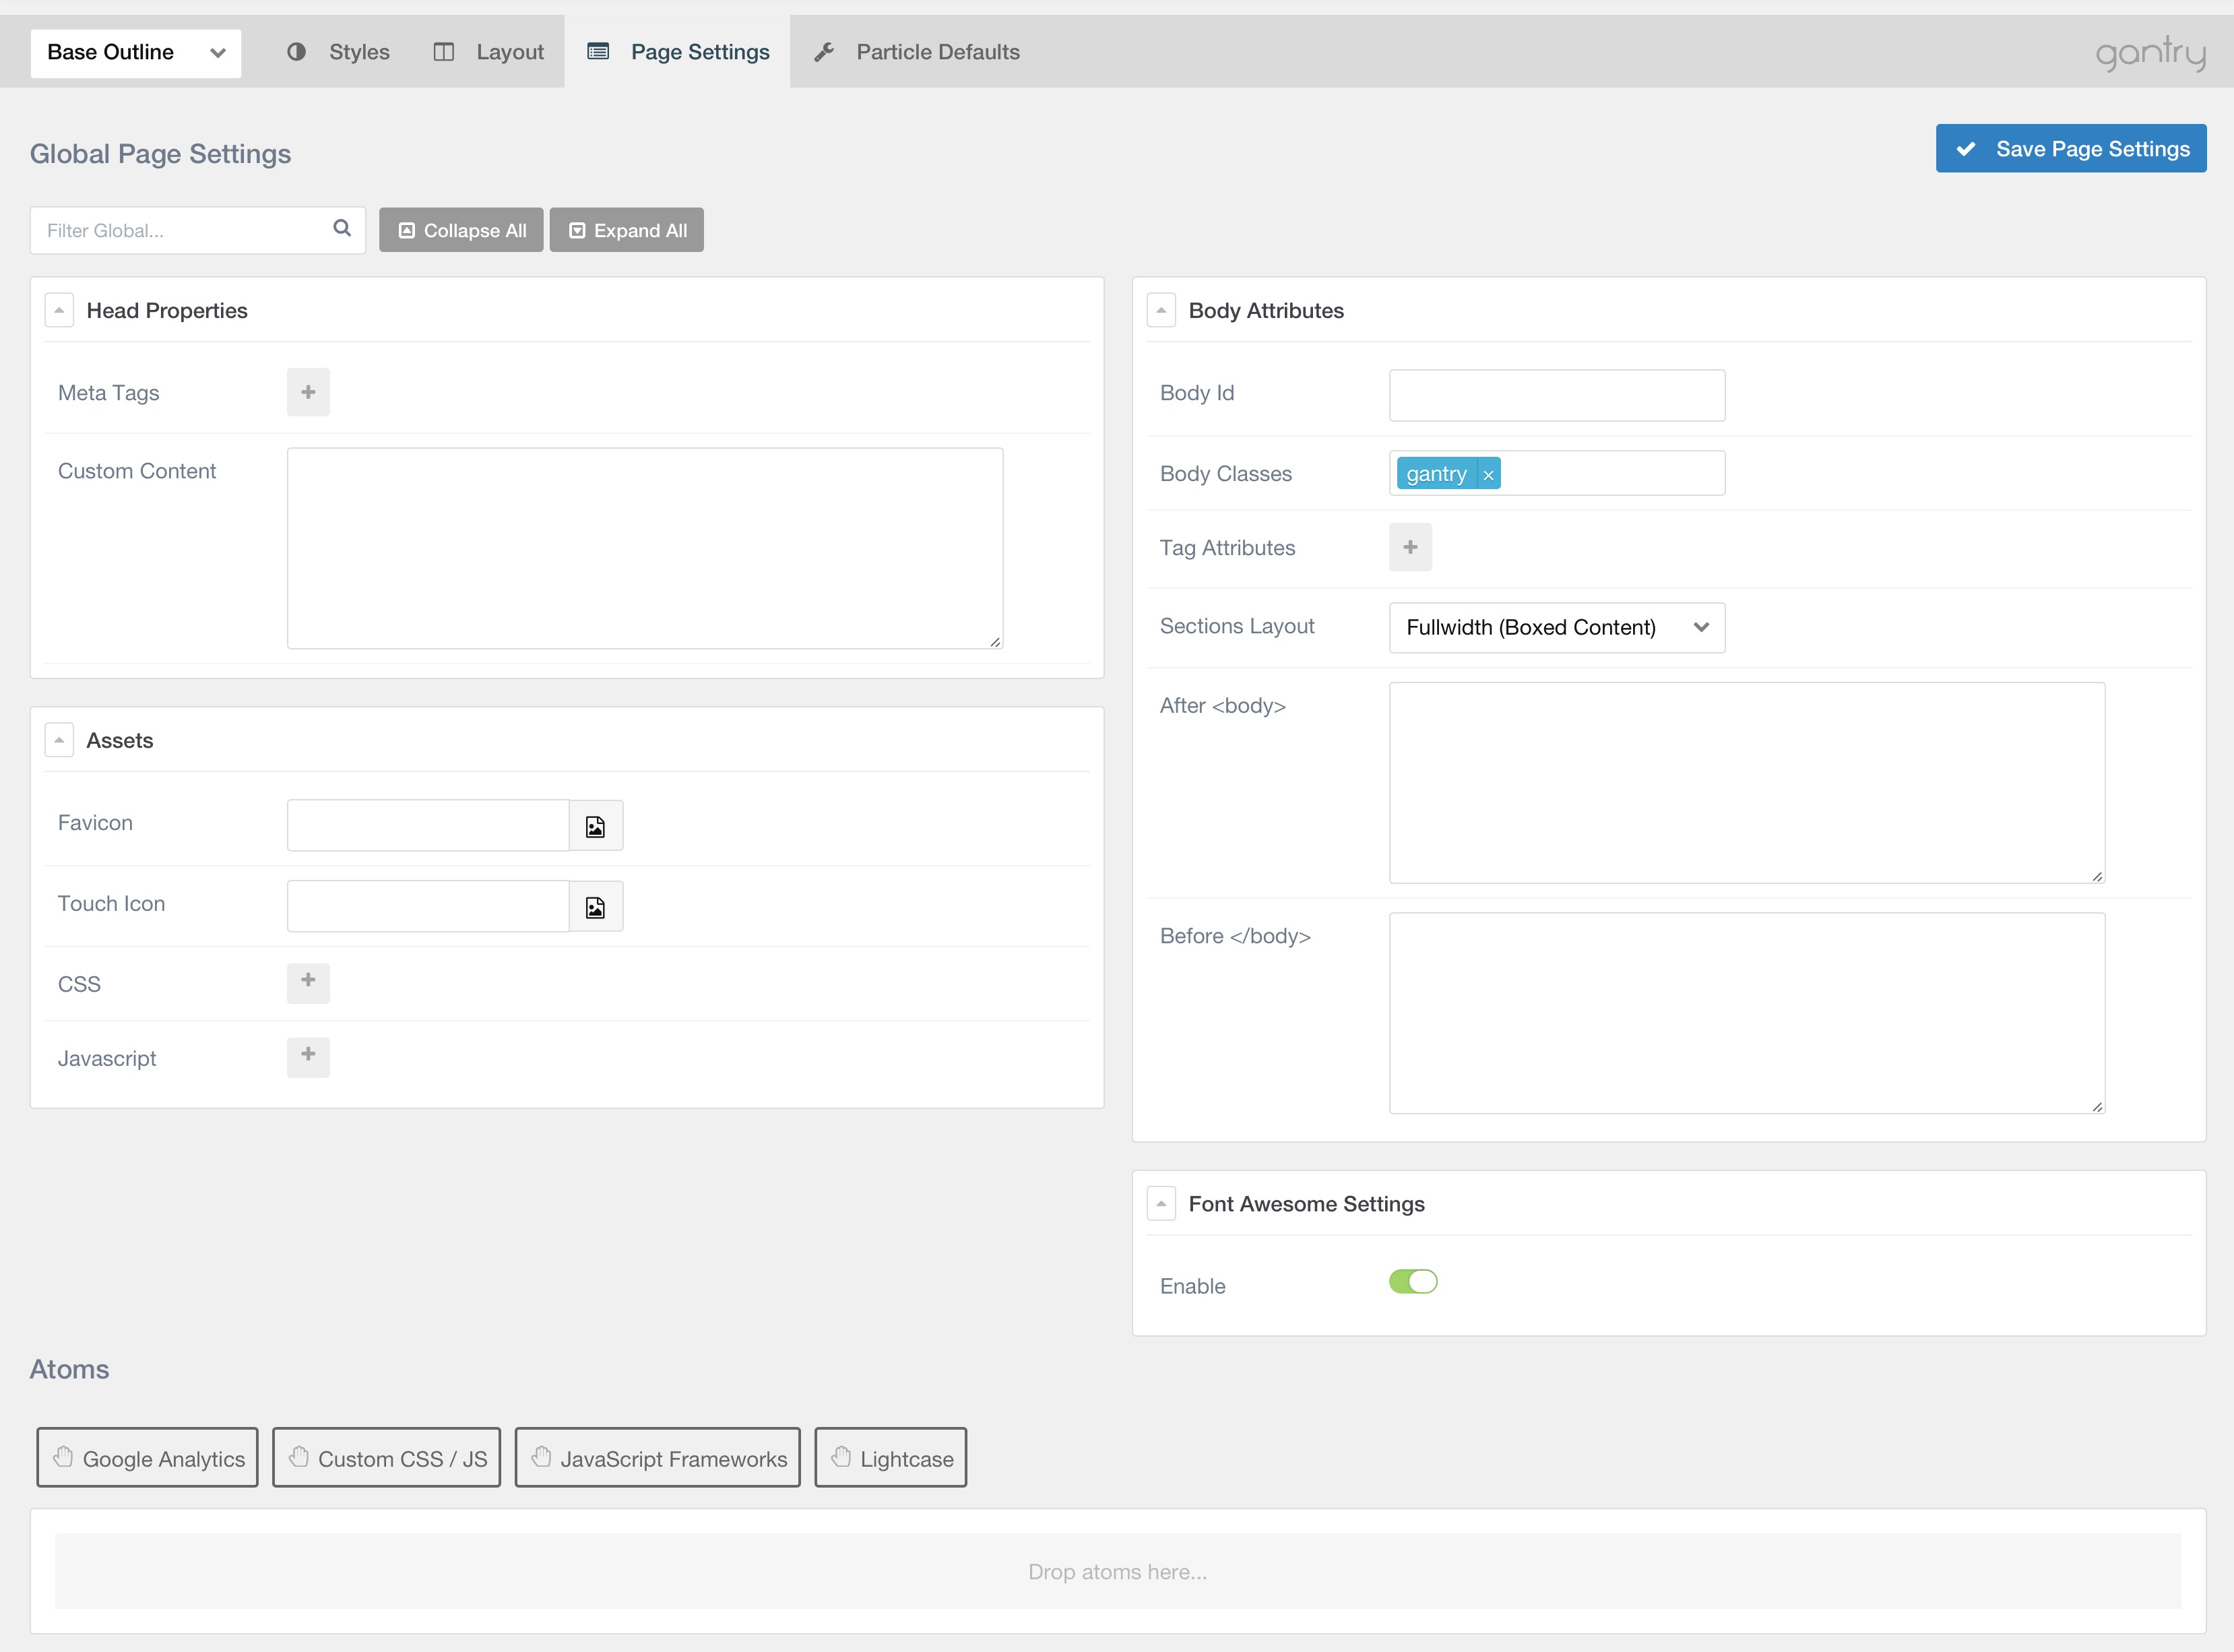 Base Outline
Styles
Layout
Page Settings
Particle Defaults
gantry
Global Page Settings
Save Page Settings
Filter Global...
Collapse All
Expand All
Head Properties
Meta Tags
Custom Content
Assets
Favicon
Touch Icon
CSS
Javascript
Body Attributes
Body Id
Body Classes
gantry ×
Tag Attributes
Sections Layout
Fullwidth (Boxed Content)
After <body>
Before </body>
Font Awesome Settings
Enable
Atoms
Google Analytics
Custom CSS / JS
JavaScript Frameworks
Lightcase
Drop atoms here...